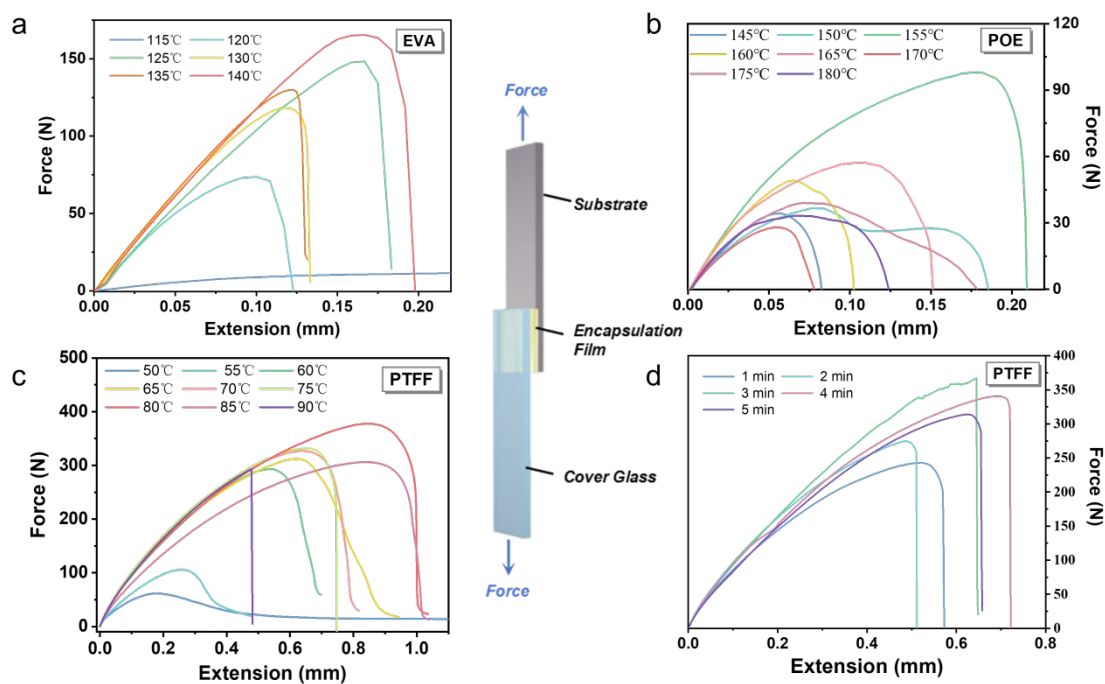 a
EVA
115℃ 120℃
125℃ 130℃
135℃ 140℃
Force (N)
150
100
50
0
0.00 0.05 0.10 0.15 0.20
Extension (mm)
Force
Substrate
Encapsulation
Film
Cover Glass
Force
b
POE
145℃ 150℃ 155℃
160℃ 165℃ 170℃
175℃ 180℃
Force (N)
120
90
60
30
0
0.00 0.05 0.10 0.15 0.20
Extension (mm)
c
PTFF
50℃ 55℃ 60℃
65℃ 70℃ 75℃
80℃ 85℃ 90℃
Force (N)
500
400
300
200
100
0
0.0 0.2 0.4 0.6 0.8 1.0
Extension (mm)
d
PTFF
1 min 2 min
3 min 4 min
5 min
Force (N)
400
350
300
250
200
150
100
50
0
0.0 0.2 0.4 0.6 0.8
Extension (mm)